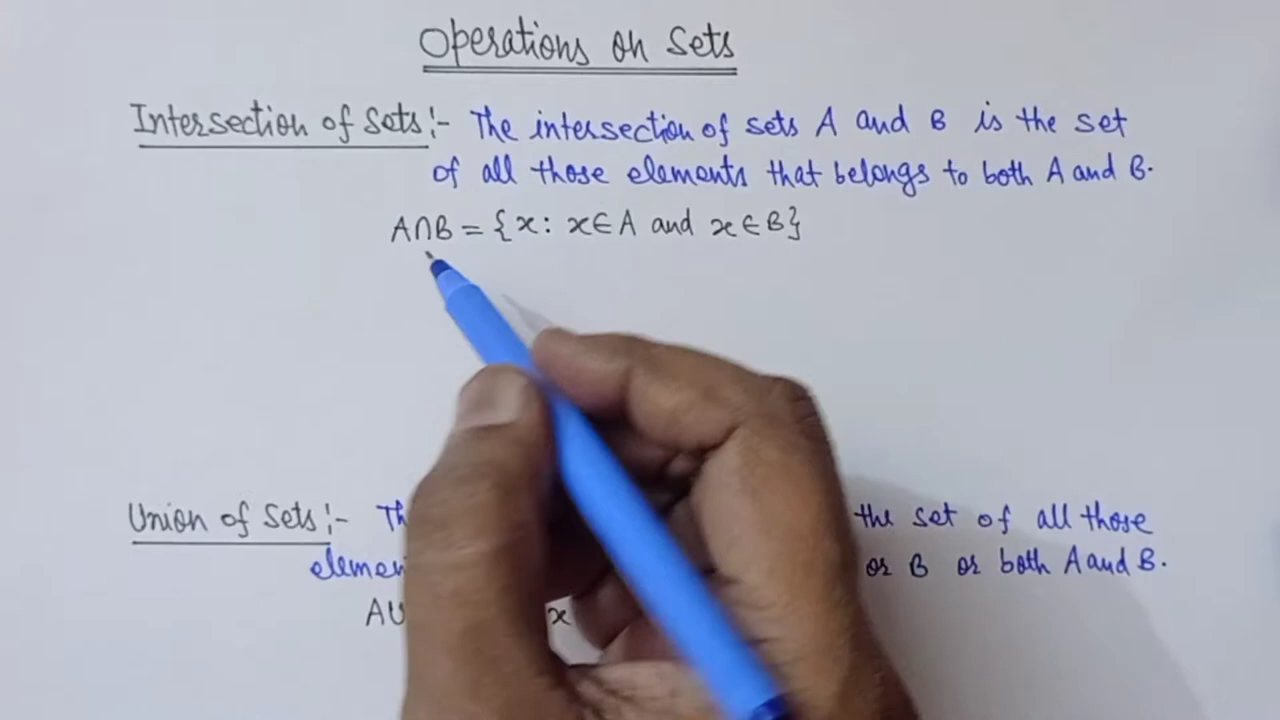 Operations on Sets
Intersection of Sets:- The intersection of sets A and B is the set
of all those elements that belongs to both A and B.
A∩B = {x: x∈A and x∈B}
Union of Sets:- the set of all those
or B or both A and B.
AU x